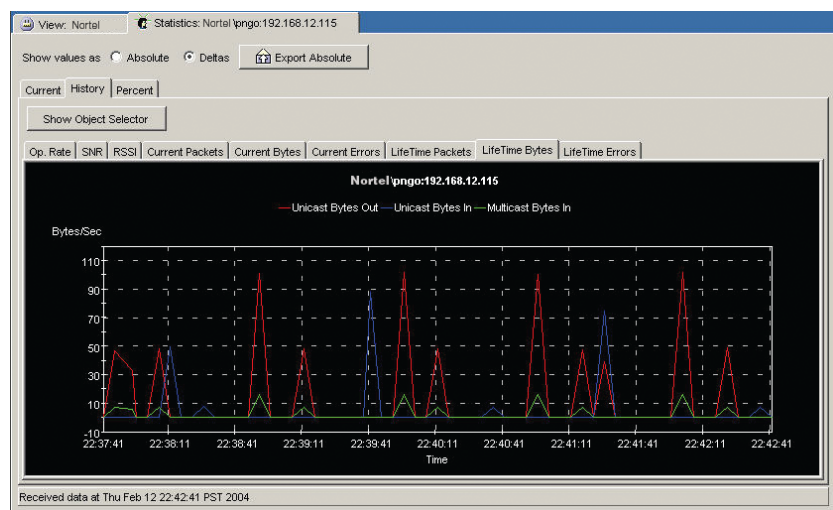 View: Nortel Statistics: Nortel\pngo:192.168.12.115
Show values as Absolute Deltas Export Absolute
Current History Percent
Show Object Selector
Op. Rate SNR RSSI Current Packets Current Bytes Current Errors LifeTime Packets LifeTime Bytes LifeTime Errors
Nortel\pngo:192.168.12.115
Unicast Bytes Out Unicast Bytes In Multicast Bytes In
Bytes/Sec
110
90
70
50
30
10
-10
22:37:41 22:38:11 22:38:41 22:39:11 22:39:41 22:40:11 22:40:41 22:41:11 22:41:41 22:42:11 22:42:41
Time
Received data at Thu Feb 12 22:42:41 PST 2004